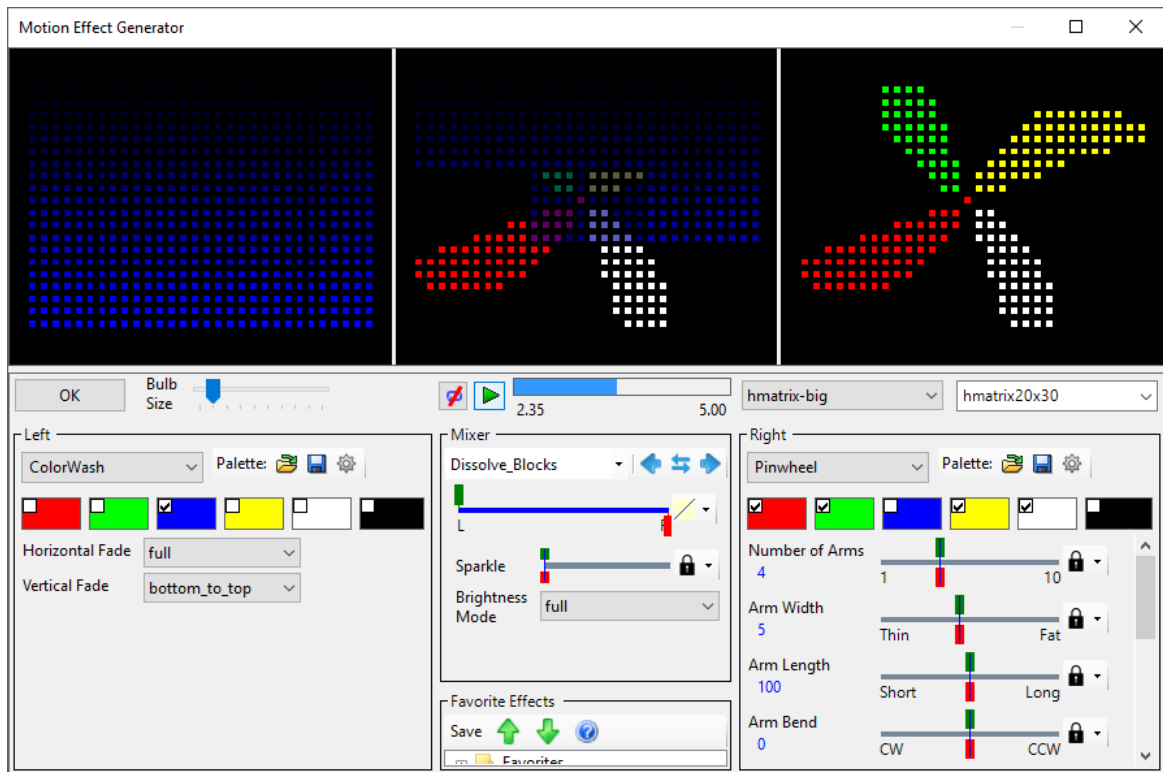 Motion Effect Generator
OK
Bulb
Size
2.35
5.00
hmatrix-big
hmatrix20x30
Left
ColorWash
Palette:
Horizontal Fade
full
Vertical Fade
bottom_to_top
Mixer
Dissolve_Blocks
L
Sparkle
Brightness
Mode
full
Favorite Effects
Save
Favorites
Right
Pinwheel
Palette:
Number of Arms
4
1
10
Arm Width
5
Thin
Fat
Arm Length
100
Short
Long
Arm Bend
0
CW
CCW